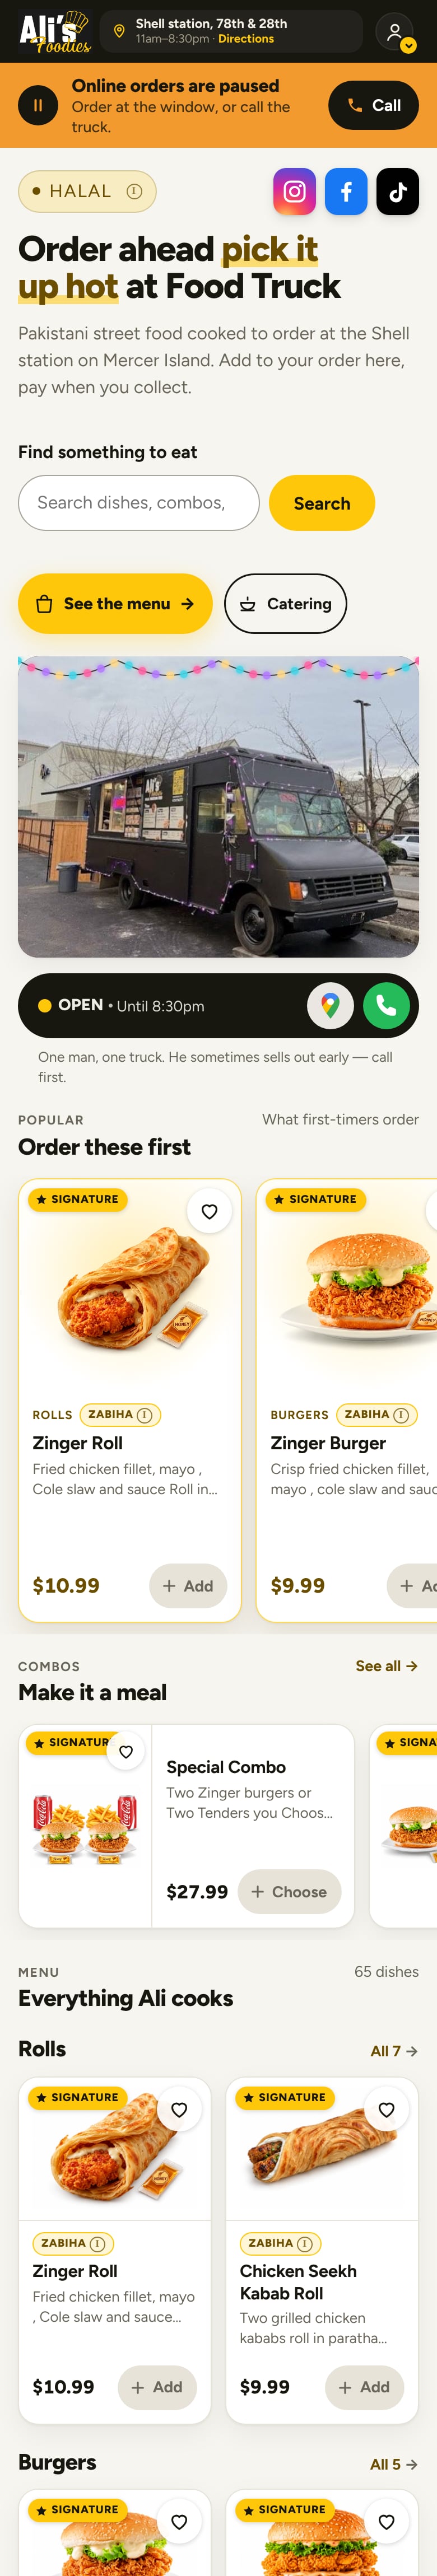 Ali's
Foodies
Shell station, 78th & 28th
11am–8:30pm · Directions
Online orders are paused
Order at the window, or call the
truck.
Call
HALAL
Order ahead pick it
up hot at Food Truck
Pakistani street food cooked to order at the Shell
station on Mercer Island. Add to your order here,
pay when you collect.
Find something to eat
Search dishes, combos,
Search
See the menu →
Catering
OPEN • Until 8:30pm
One man, one truck. He sometimes sells out early — call
first.
POPULAR
What first-timers order
Order these first
★ SIGNATURE
★ SIGNATURE
HONEY
ROLLS ZABIHA
BURGERS ZABIHA
Zinger Roll
Zinger Burger
Fried chicken fillet, mayo ,
Cole slaw and sauce Roll in...
Crisp fried chicken fillet,
mayo , cole slaw and sauc
$10.99
+ Add
$9.99
+ Ad
COMBOS
See all →
Make it a meal
★ SIGNATUR
Special Combo
Two Zinger burgers or
Two Tenders you Choos...
$27.99
+ Choose
★ SIGNA
Coca-Cola
MENU
65 dishes
Everything Ali cooks
Rolls
All 7 →
★ SIGNATURE
★ SIGNATURE
HONEY
ZABIHA
ZABIHA
Zinger Roll
Chicken Seekh
Kabab Roll
Fried chicken fillet, mayo
, Cole slaw and sauce...
Two grilled chicken
kababs roll in paratha...
$10.99
+ Add
$9.99
+ Add
Burgers
All 5 →
★ SIGNATURE
★ SIGNATURE